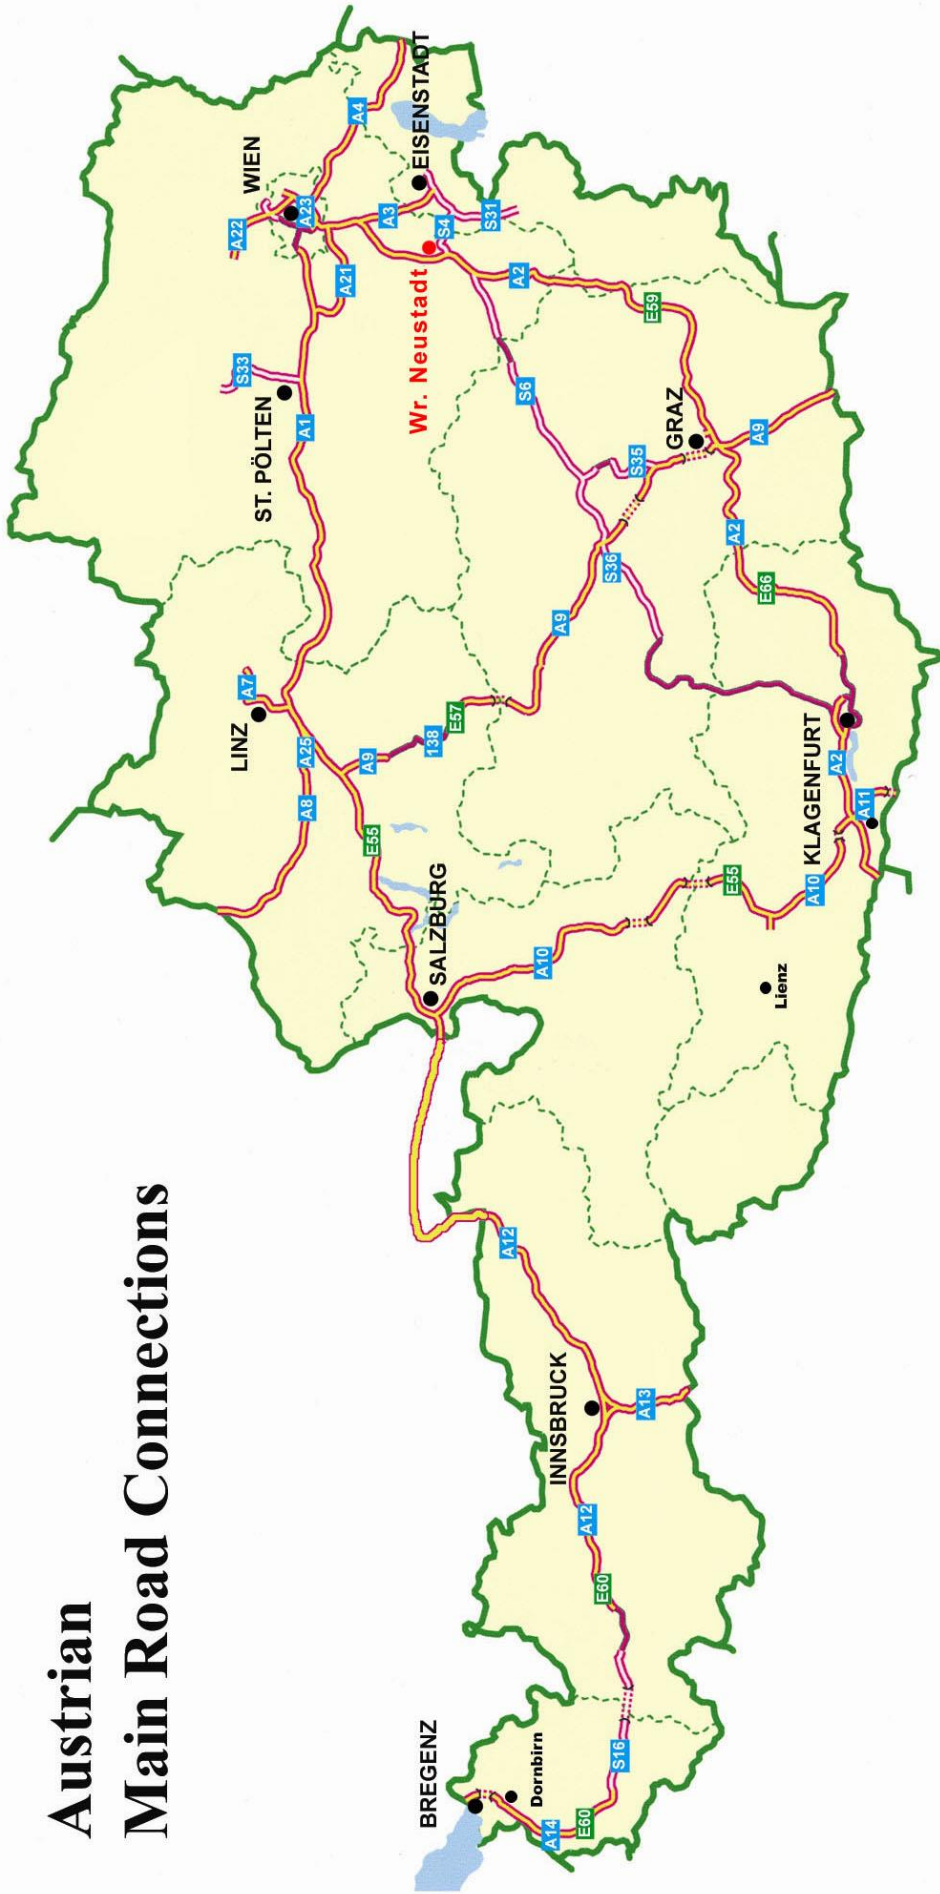 Austrian
Main Road Connections
BREGENZ
Dornbirn
A14
E60
S16
E60
A12
INNSBRUCK
A13
A12
SALZBURG
A10
Lienz
E55
A10
A11
KLAGENFURT
A2
A8
A25
E55
LINZ
A7
A9
138
E57
A9
S36
E66
A2
ST. PÖLTEN
A1
S33
S35
GRAZ
A9
S6
E59
A2
Wr. Neustadt
S4
S31
A21
A22
WIEN
A23
A3
A4
EISENSTADT